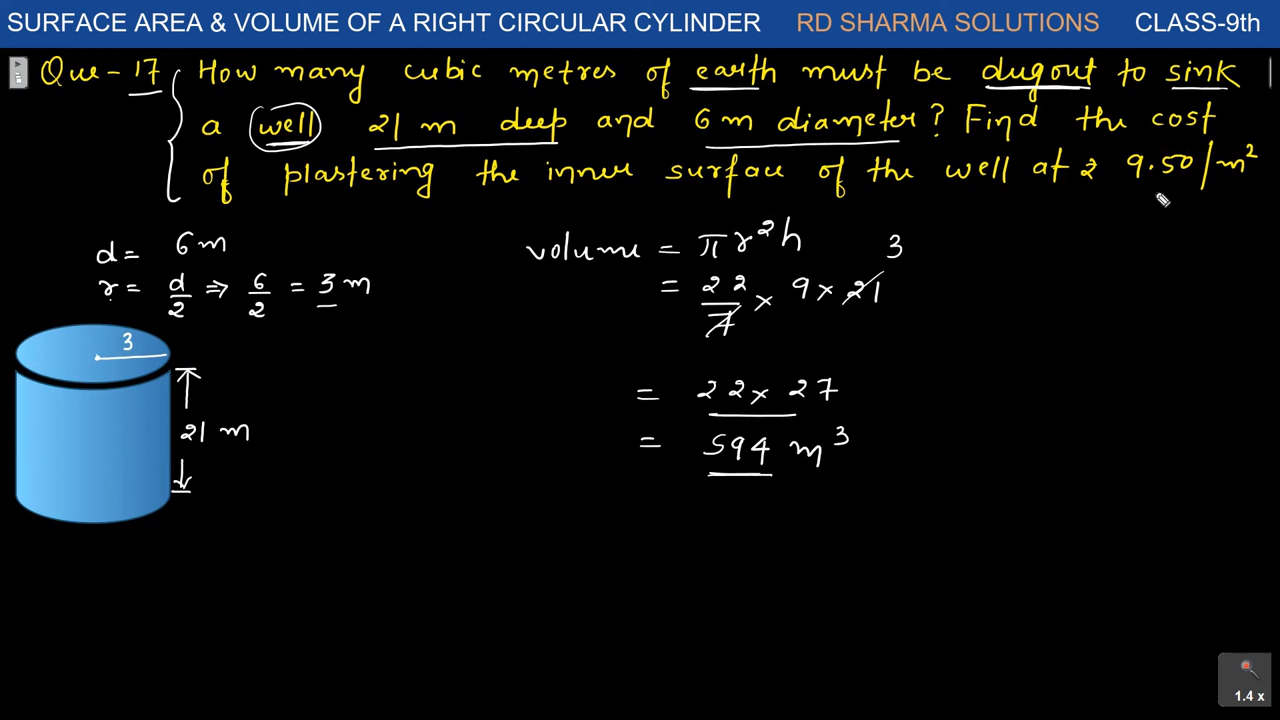 SURFACE AREA & VOLUME OF A RIGHT CIRCULAR CYLINDER RD SHARMA SOLUTIONS CLASS-9th
Que - 17 How many cubic metres of earth must be dugout to sink
a well 21 m deep and 6 m diameter? Find the cost
of plastering the inner surface of the well at ₹ 9.50/m²
d = 6 m
r = d/2 ⇒ 6/2 = 3 m
3
21 m
volume = πr²h
3
= 22/7 × 9 × 21
= 22 × 27
= 594 m³
1.4 x